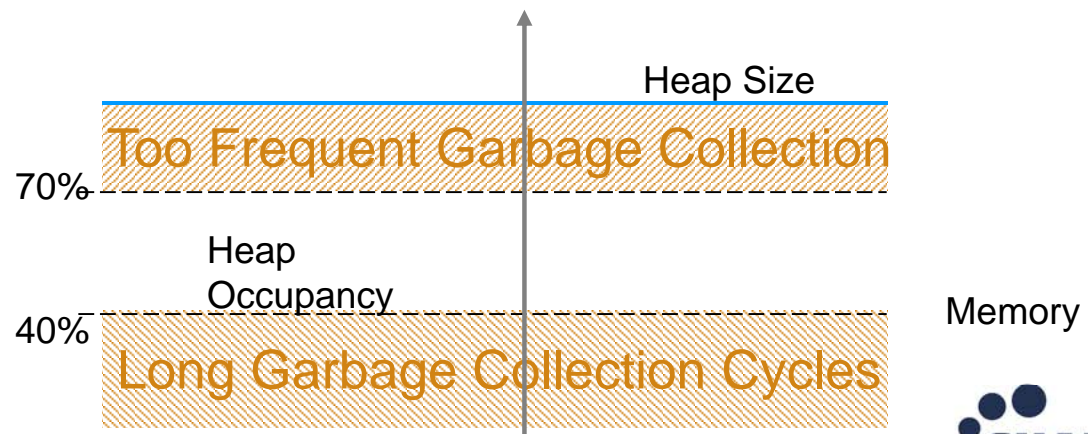 Heap Size
Too Frequent Garbage Collection
70%
Heap
Occupancy
40%
Memory
Long Garbage Collection Cycles